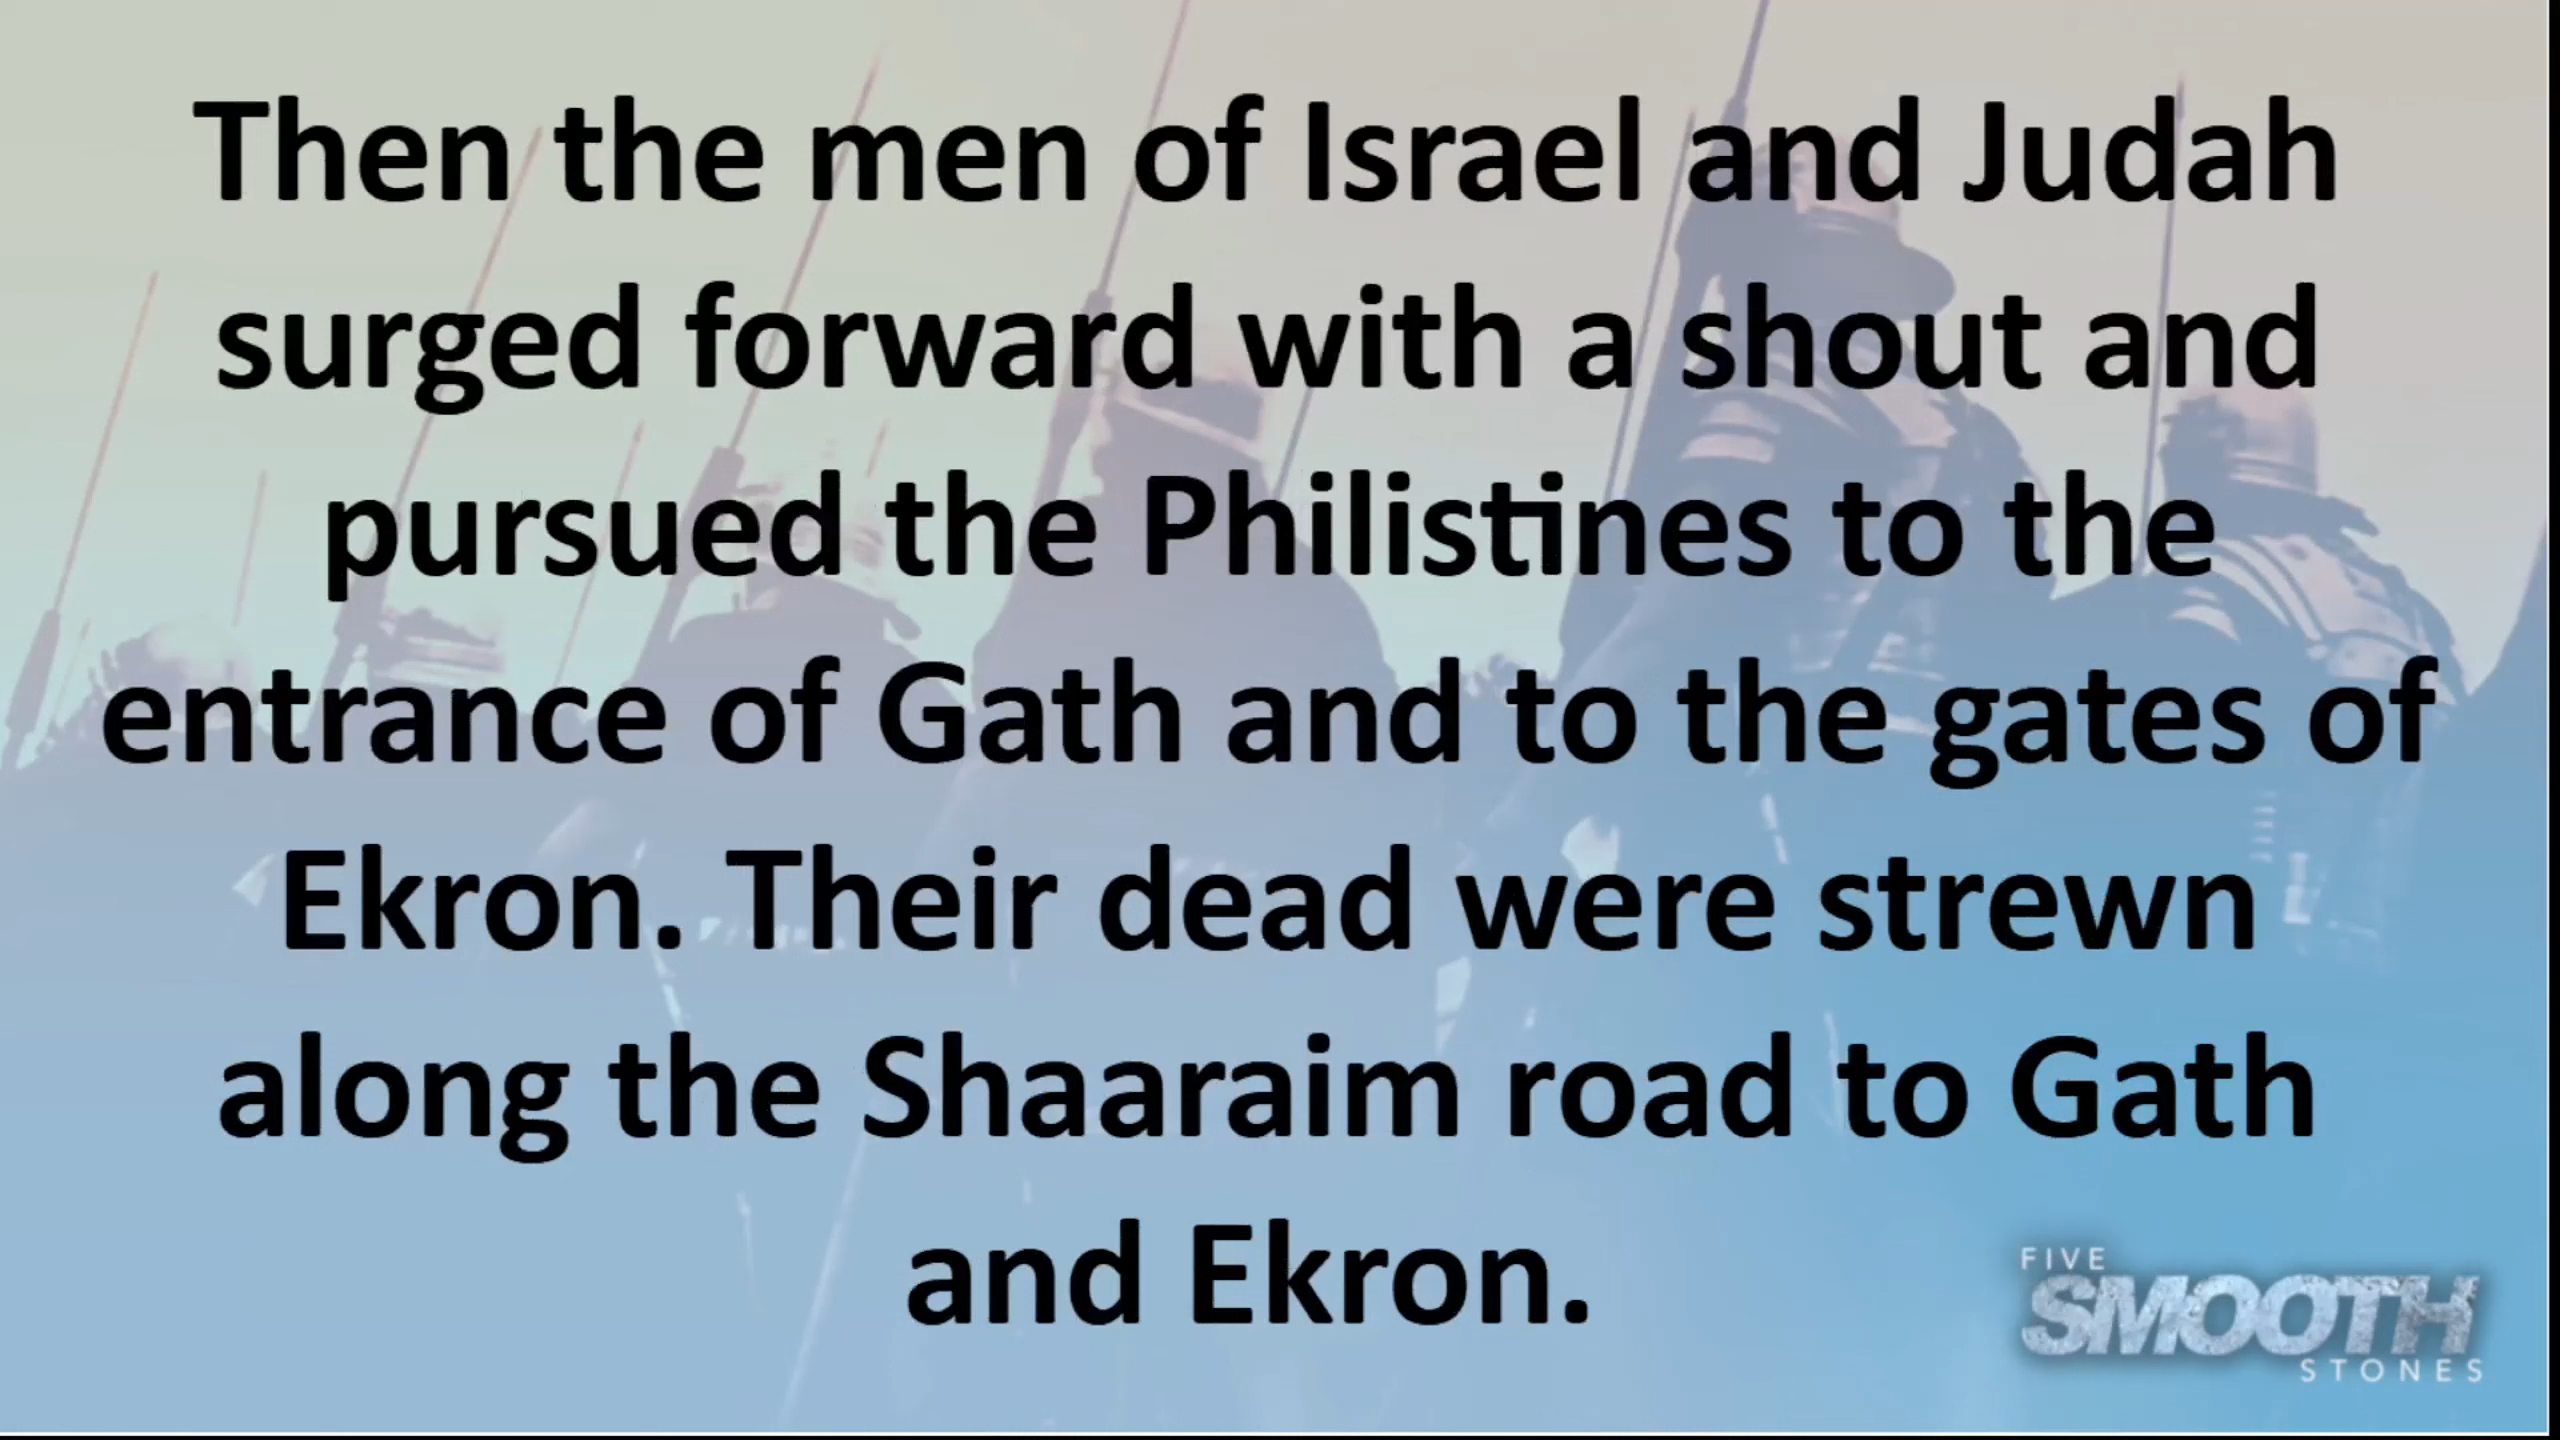 Then the men of Israel and Judah
surged forward with a shout and
pursued the Philistines to the
entrance of Gath and to the gates of
Ekron. Their dead were strewn
along the Shaaraim road to Gath
and Ekron.
FIVE
SMOOTH
STONES